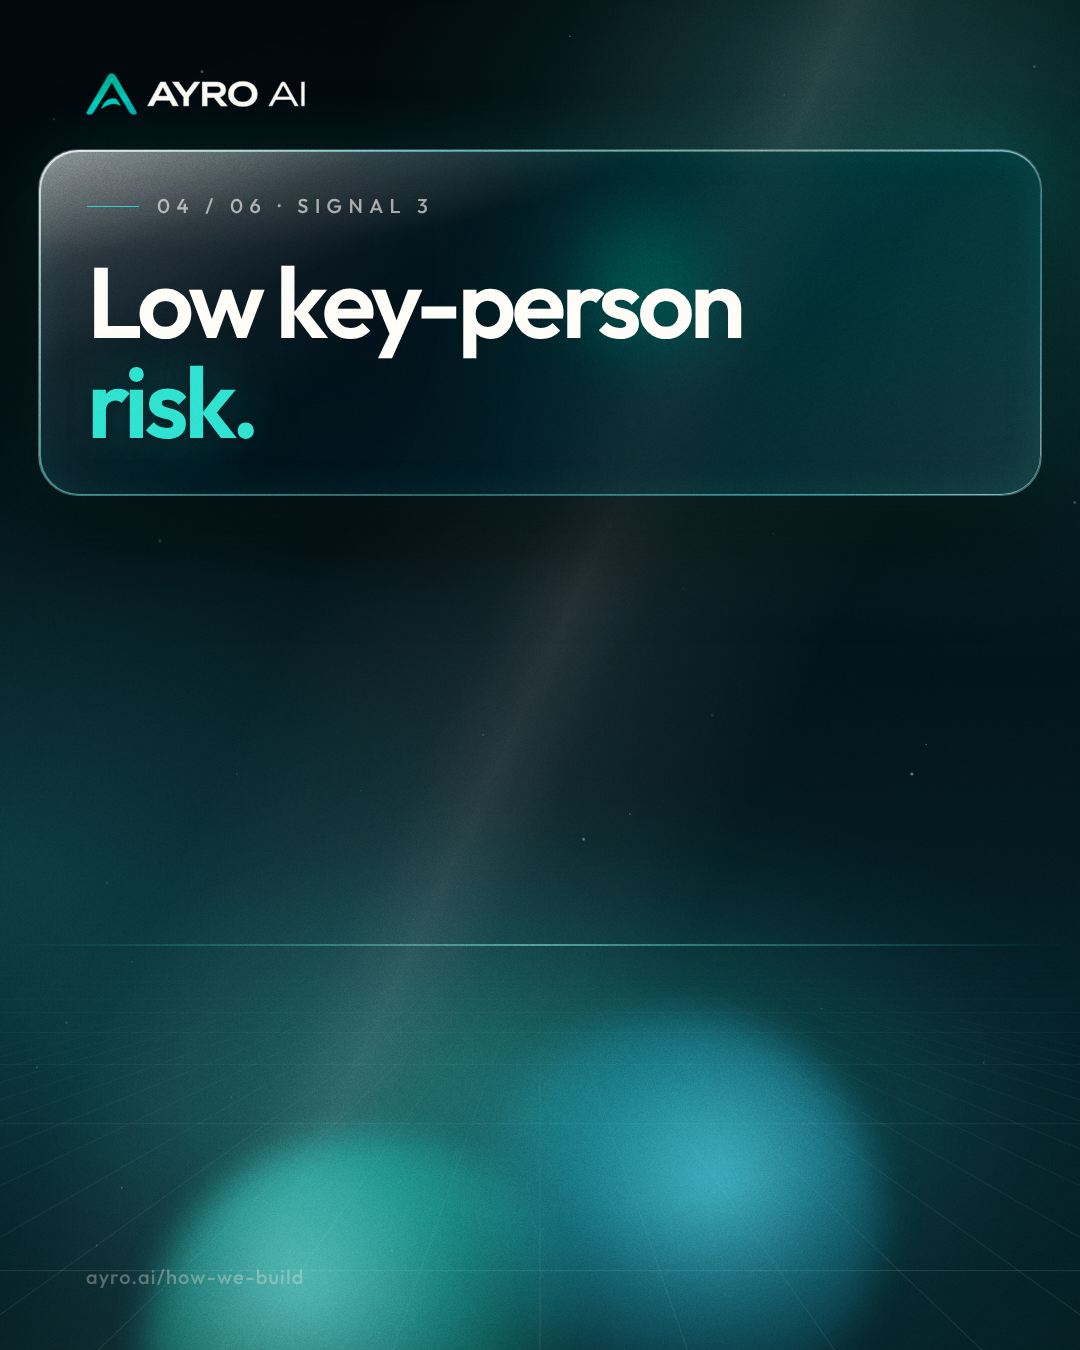 AYRO AI
04 / 06 · SIGNAL 3
Low key-person
risk.
ayro.ai/how-we-build